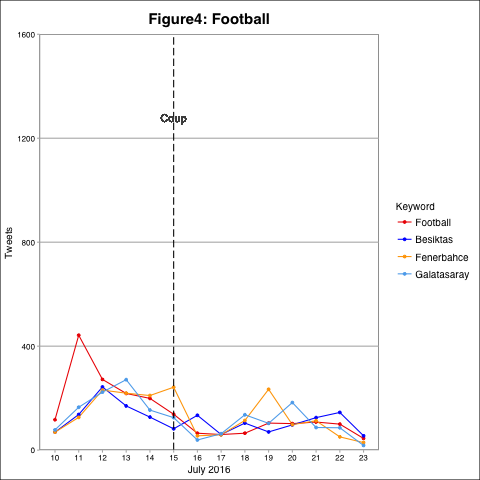 Figure4: Football
1600
1200
800
400
0
Tweets
Coup
10 11 12 13 14 15 16 17 18 19 20 21 22 23
July 2016
Keyword
Football
Besiktas
Fenerbahce
Galatasaray